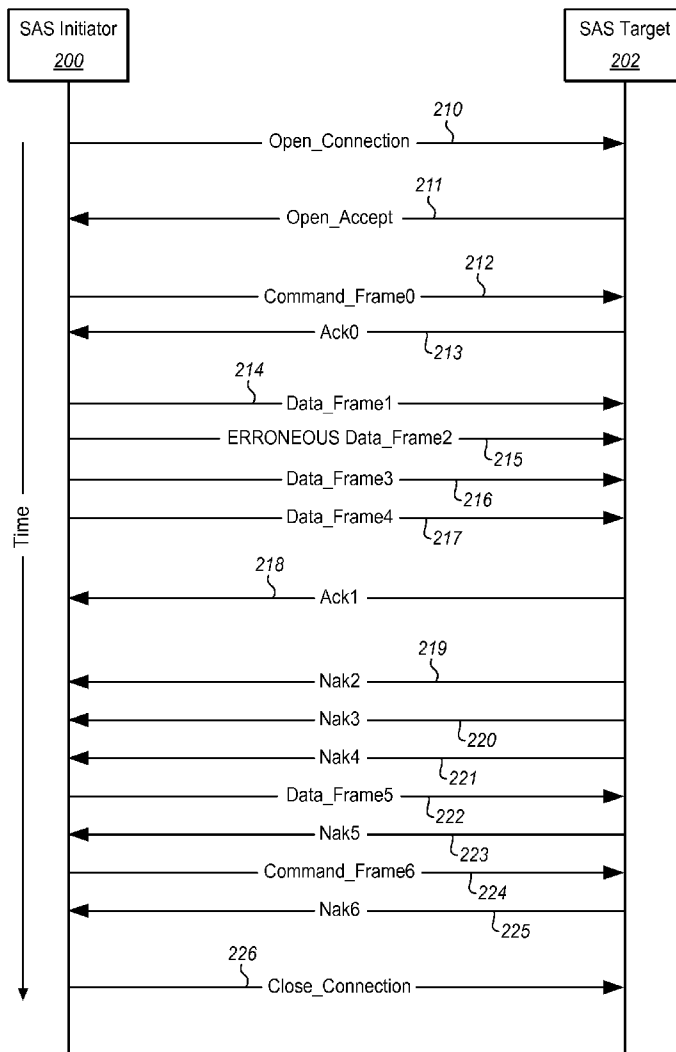 SAS Initiator
200
SAS Target
202
210
Open_Connection
211
Open_Accept
212
Command_Frame0
Ack0
213
214
Data_Frame1
ERRONEOUS Data_Frame2
215
Data_Frame3
216
Data_Frame4
217
Time
218
Ack1
219
Nak2
Nak3
220
Nak4
221
Data_Frame5
222
Nak5
223
Command_Frame6
224
Nak6
225
226
Close_Connection